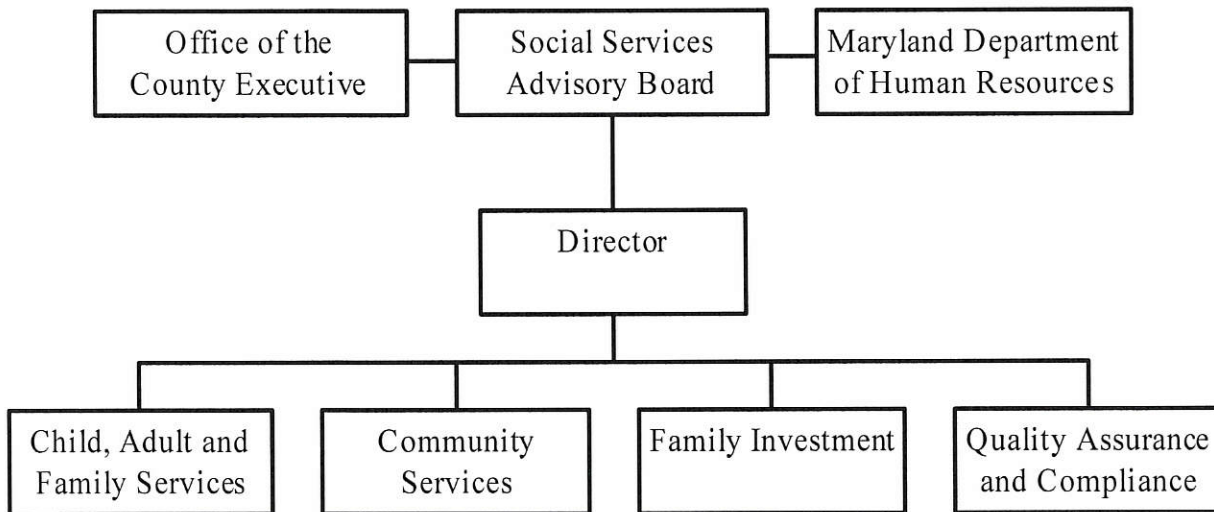 Office of the
County Executive
Social Services
Advisory Board
Maryland Department
of Human Resources
Director
Child, Adult and
Family Services
Community
Services
Family Investment
Quality Assurance
and Compliance